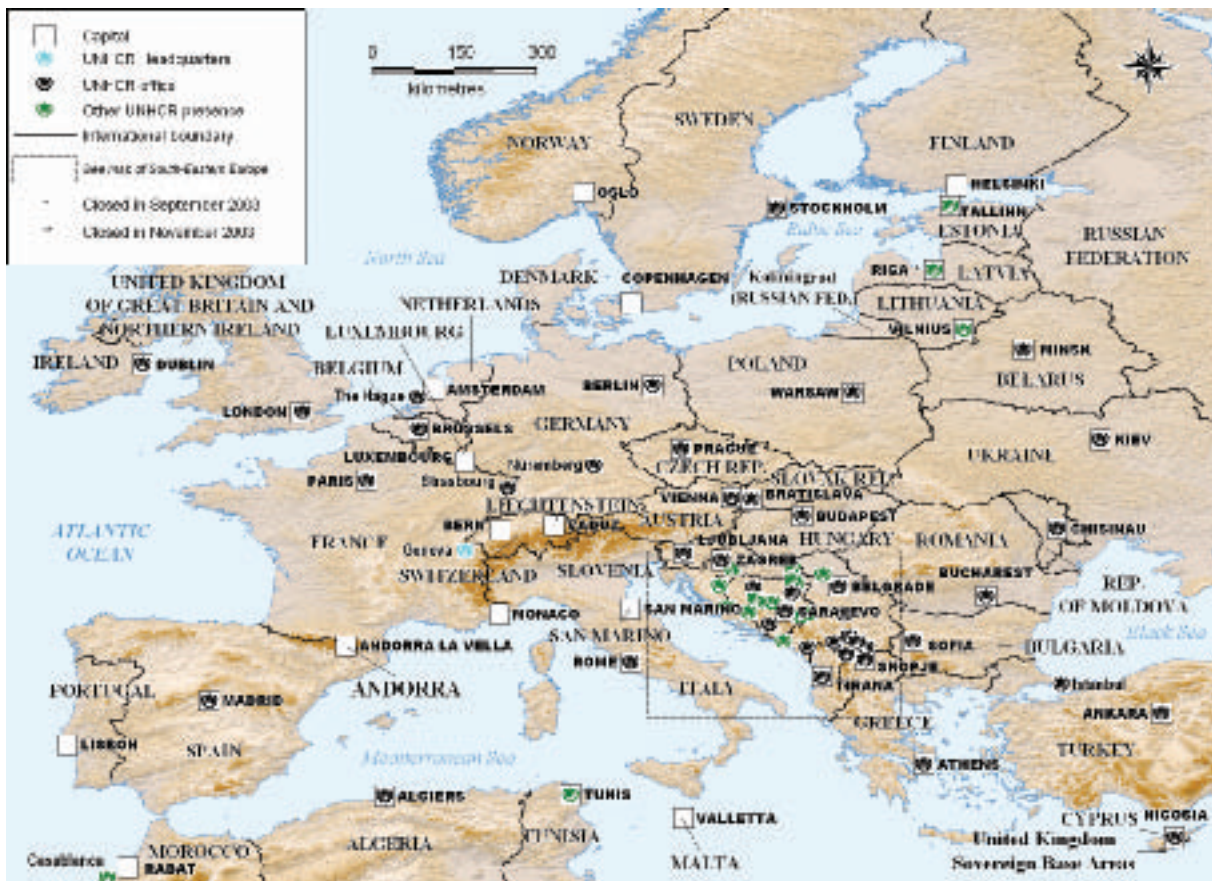 Capital
UNHCR headquarters
UNHCR office
Other UNHCR presence
International boundary
See map of South-Eastern Europe
Closed in September 2003
Closed in November 2003
0 150 300
kilometres
NORWAY
SWEDEN
FINLAND
OSLO
HELSINKI
STOCKHOLM
TALLINN
Baltic Sea
ESTONIA
RUSSIAN
FEDERATION
North Sea
DENMARK
COPENHAGEN
Kaliningrad
(RUSSIAN FED.)
RIGA
LATVIA
LITHUANIA
VILNIUS
UNITED KINGDOM
OF GREAT BRITAIN AND
NORTHERN IRELAND
NETHERLANDS
LUXEMBOURG
BELGIUM
IRELAND
DUBLIN
LONDON
The Hague
AMSTERDAM
BERLIN
POLAND
WARSAW
MINSK
BELARUS
BRUSSELS
GERMANY
LUXEMBOURG
Nuremberg
PRAGUE
CZECH REP.
SLOVAK REP.
UKRAINE
KIEV
PARIS
Strasbourg
LIECHTENSTEIN
VIENNA
BRATISLAVA
BUDAPEST
ATLANTIC
OCEAN
FRANCE
BERN
VADUZ
AUSTRIA
LJUBLJANA
HUNGARY
ROMANIA
CHISINAU
Geneva
SWITZERLAND
SLOVENIA
ZAGREB
BELGRADE
BUCHAREST
REP.
OF MOLDOVA
MONACO
SAN MARINO
SARAJEVO
SAN MARINO
ANDORRA LA VELLA
ROME
SKOPJE
SOFIA
BULGARIA
Black Sea
PORTUGAL
ANDORRA
ITALY
TIRANA
Istanbul
MADRID
GREECE
ANKARA
LISBON
SPAIN
Mediterranean Sea
ATHENS
TURKEY
ALGIERS
TUNIS
VALLETTA
CYPRUS
NICOSIA
MOROCCO
ALGERIA
TUNISIA
MALTA
United Kingdom
Sovereign Base Areas
Casablanca
RABAT